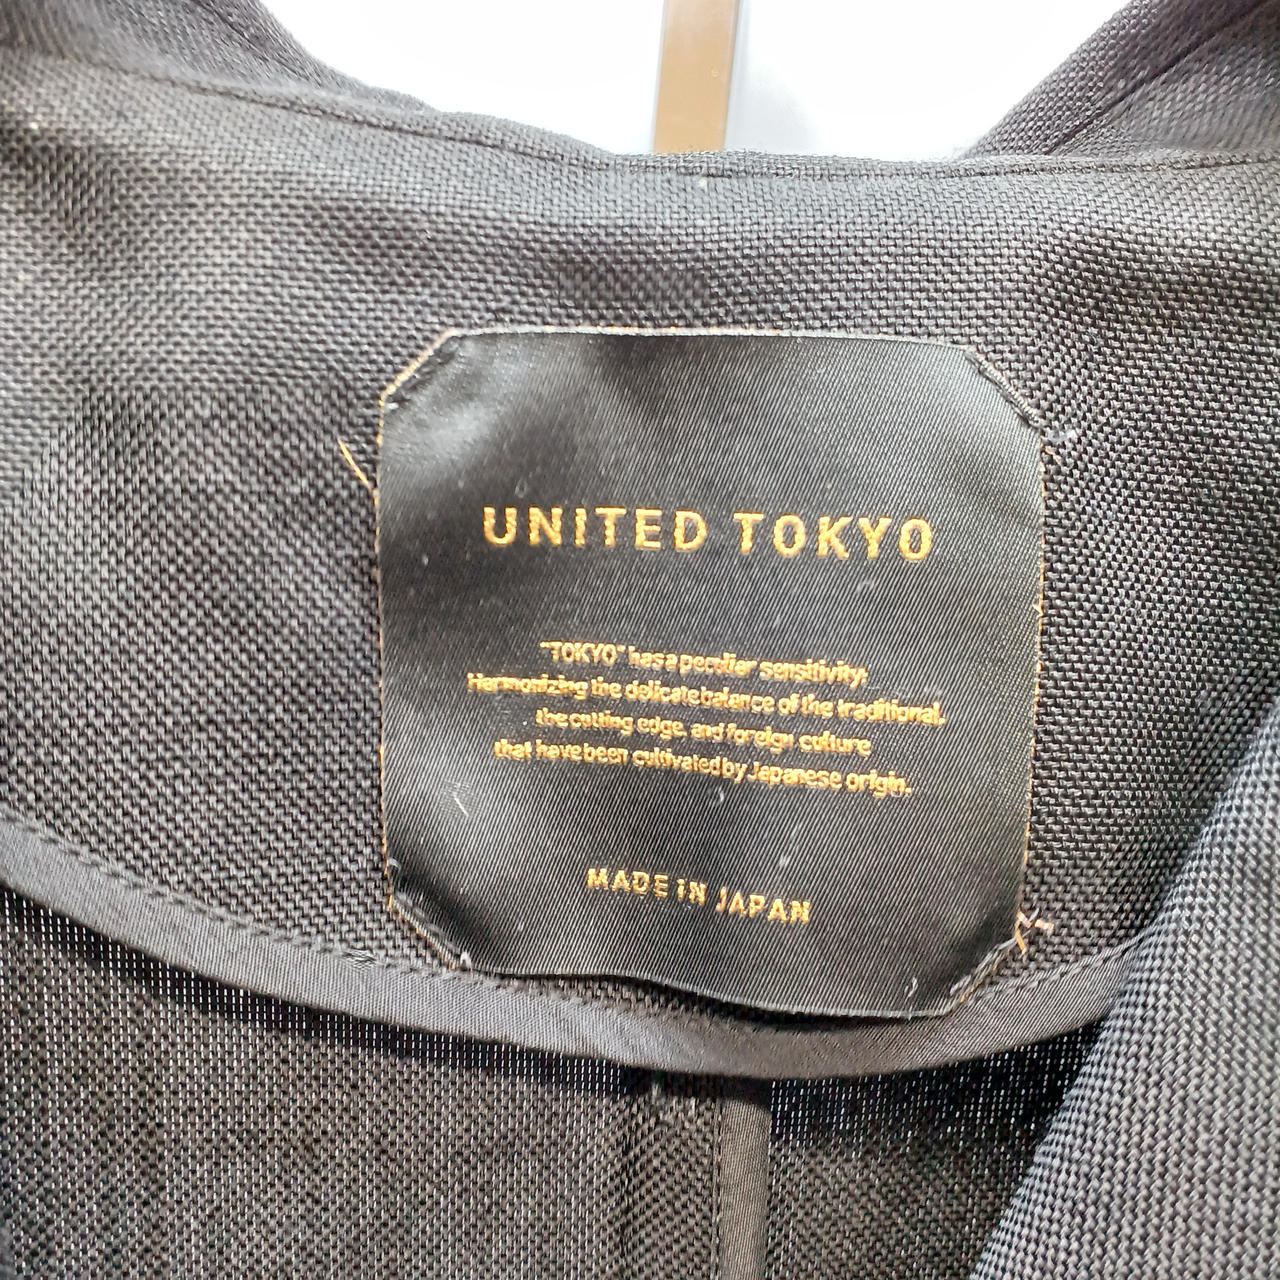 UNITED TOKYO
"TOKYO" has a peculiar sensitivity.
Harmonizing the delicate balance of the traditional,
the cutting edge, and foreign culture
that have been cultivated by Japanese origin.
MADE IN JAPAN